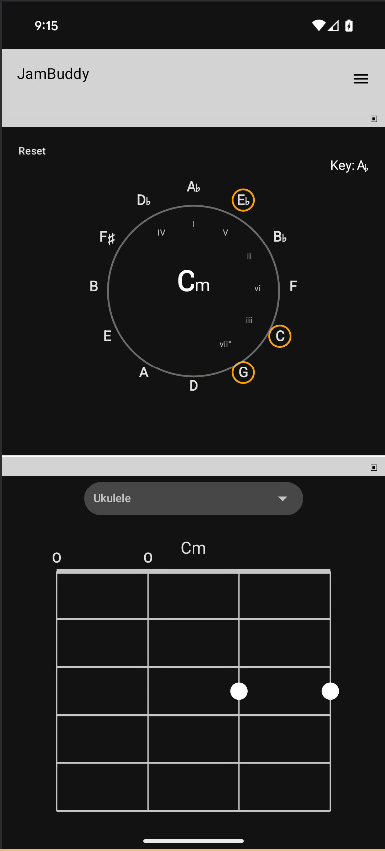 9:15
JamBuddy
Reset
Key: A♭
A♭
D♭
E♭
I
IV
V
F♯
B♭
ii
Cm
B
vi
F
iii
E
C
vii°
A
G
D
Ukulele
Cm
o
o